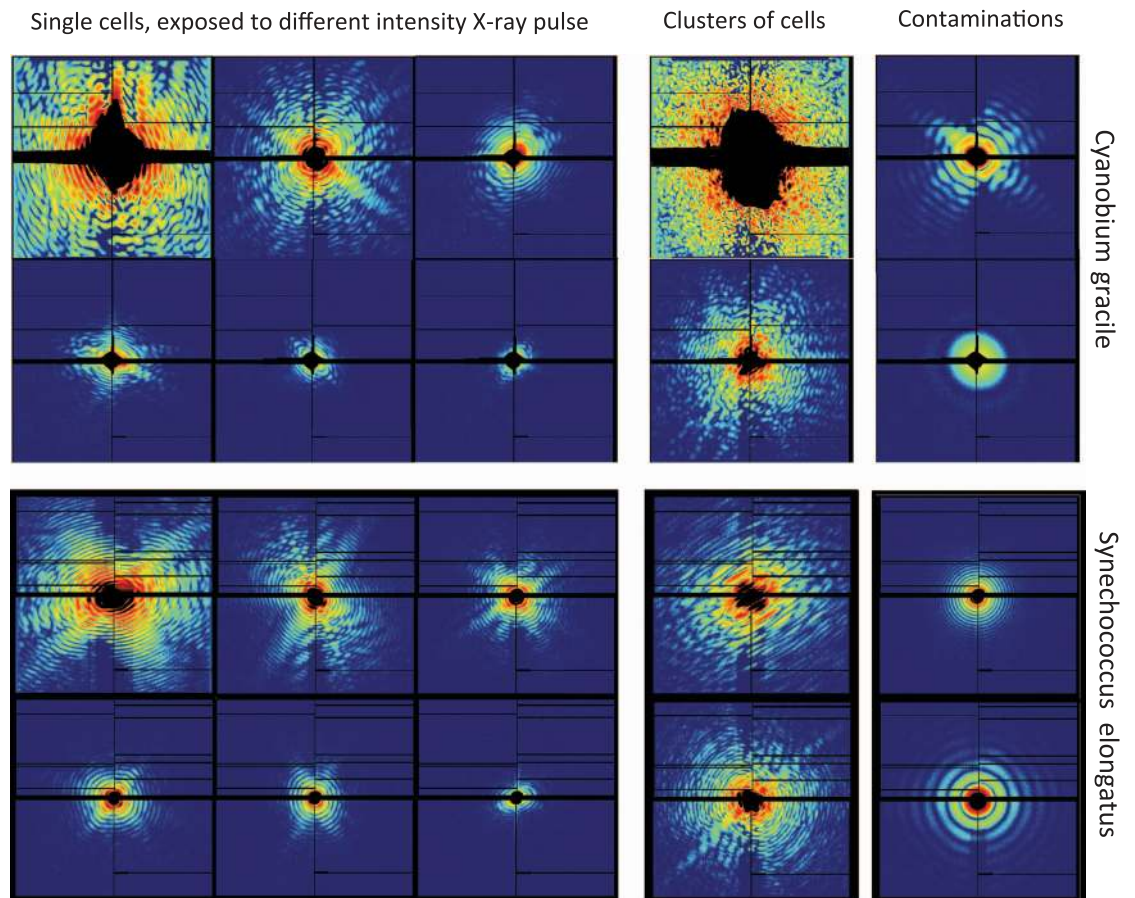 Single cells, exposed to different intensity X-ray pulse
Clusters of cells
Contaminations
Cyanobium gracile
Synechococcus elongatus